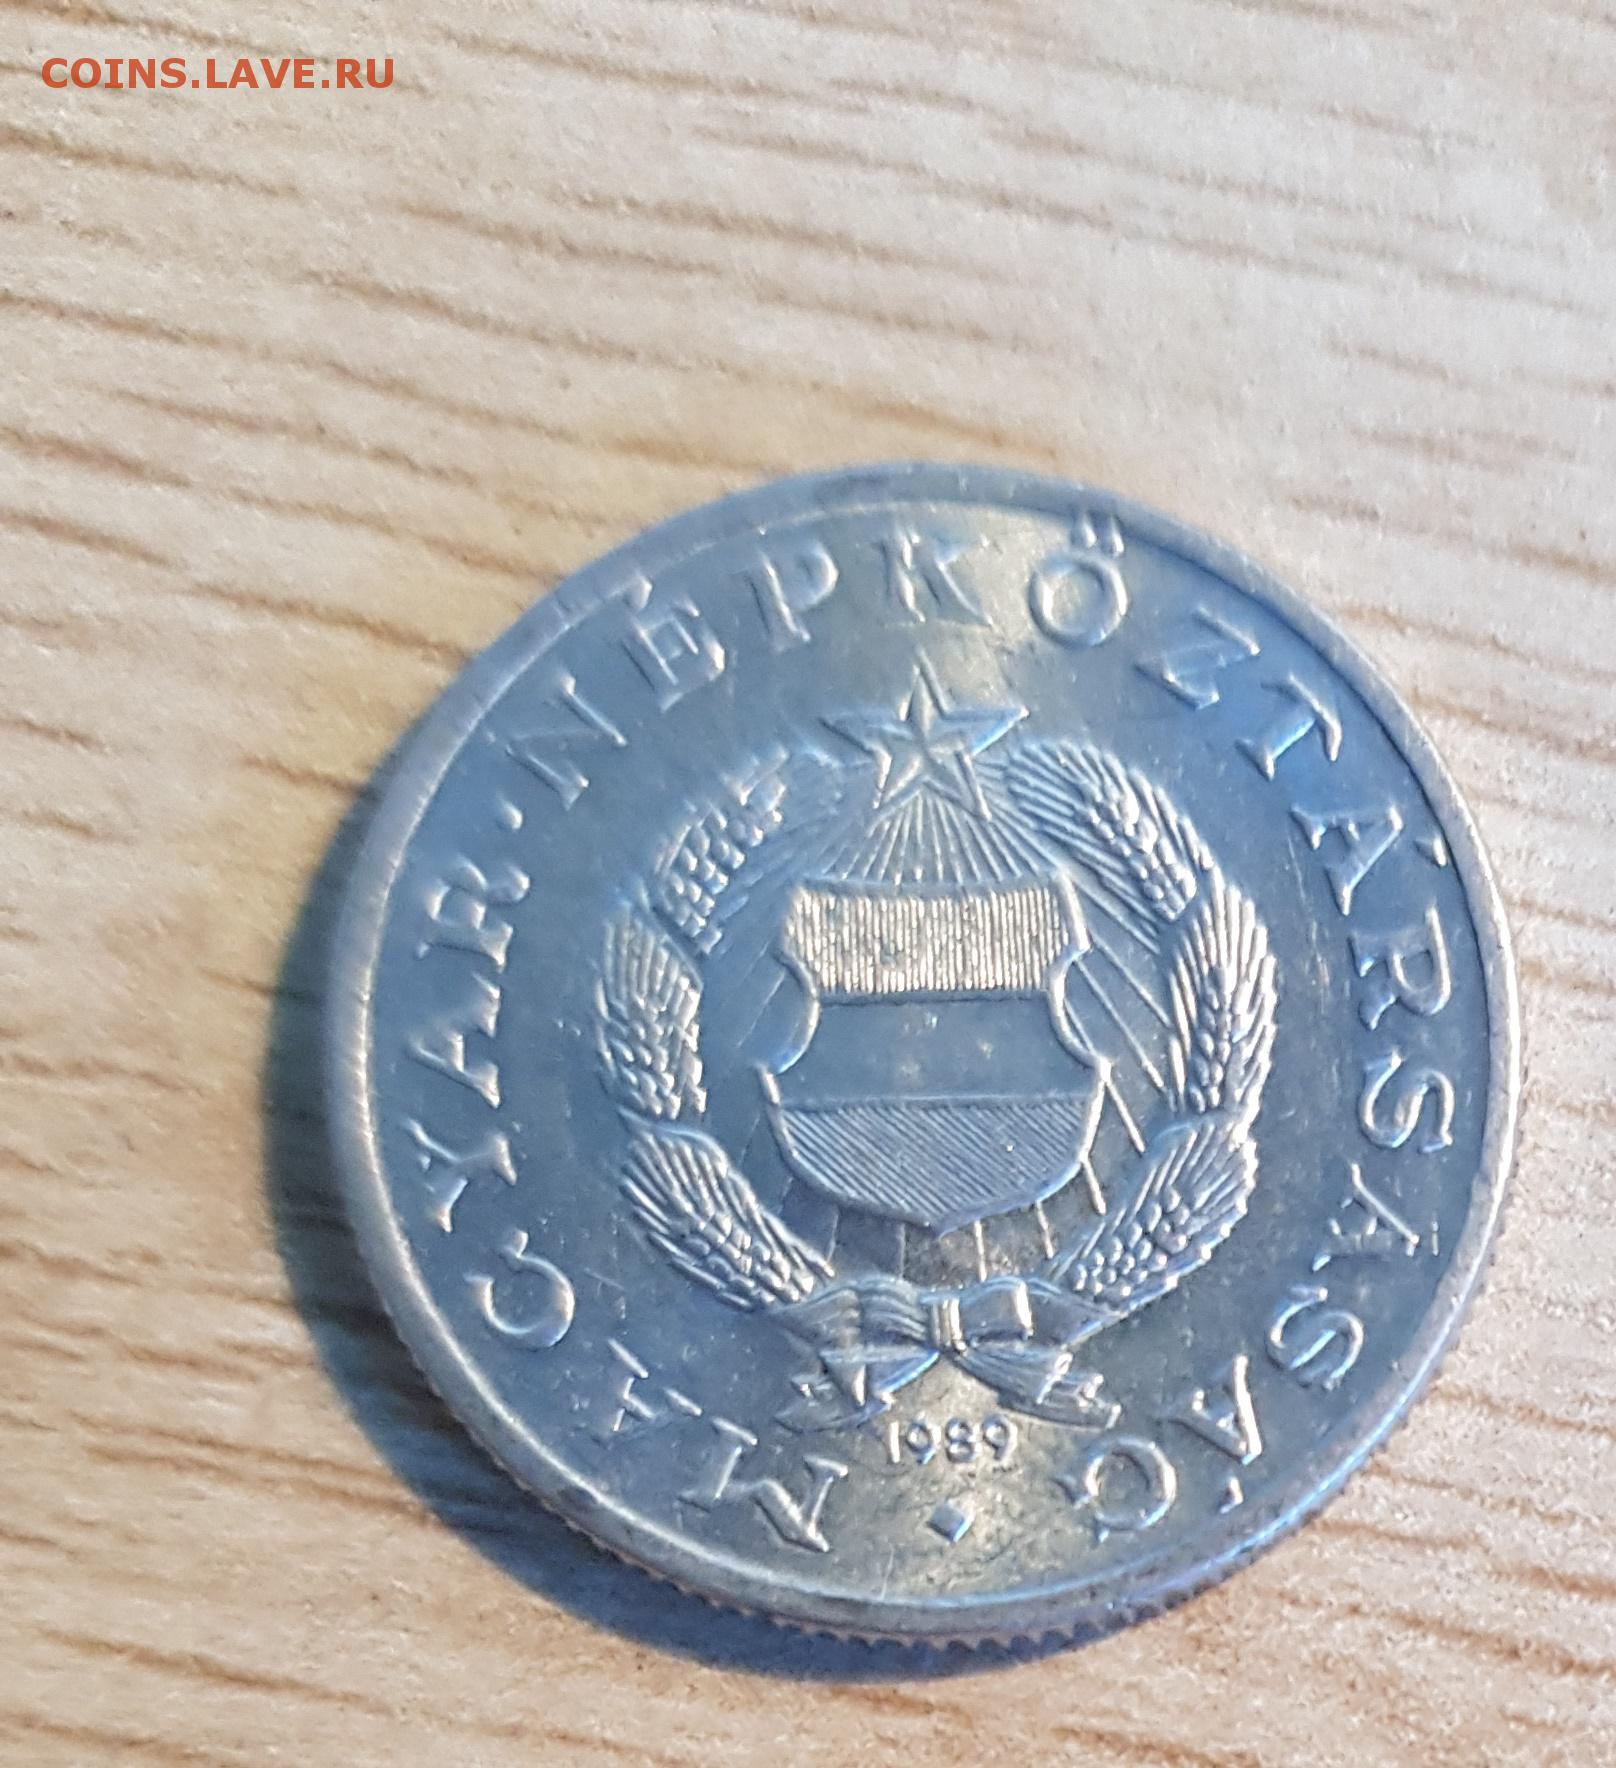 COINS.LAVE.RU
MAGYAR·NÉPKÖZTÁRSASÁG
1989